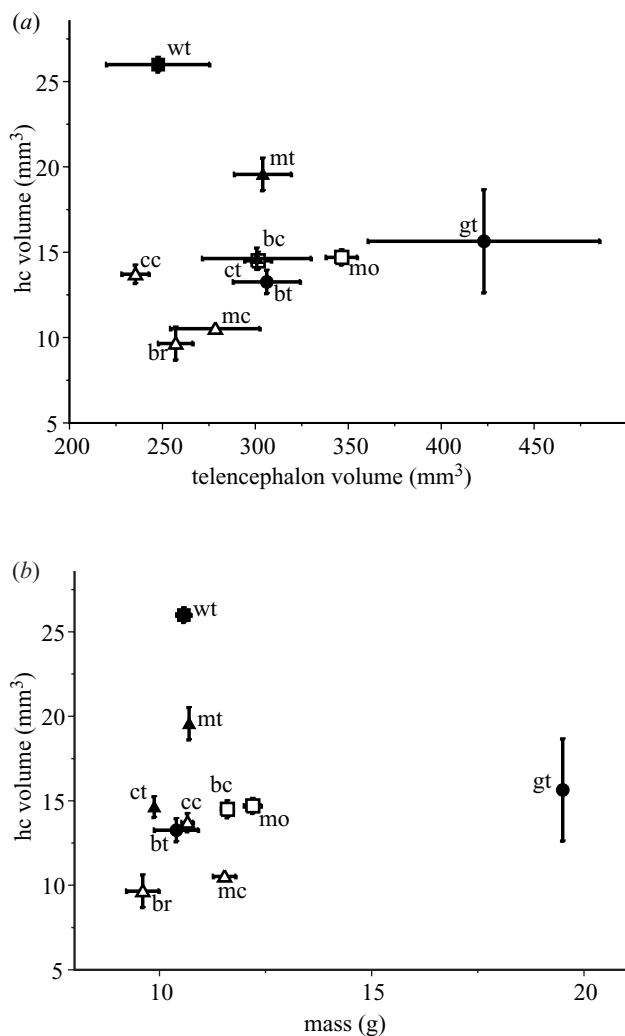 (a)
wt
25
hc volume (mm³)
20
mt
15
gt
bc
cc
ct
mo
bt
10
mc
br
5
200 250 300 350 400 450
telencephalon volume (mm³)
(b)
wt
25
hc volume (mm³)
20
mt
15
gt
ct
cc
bc
mo
bt
10
mc
br
5
10 15 20
mass (g)